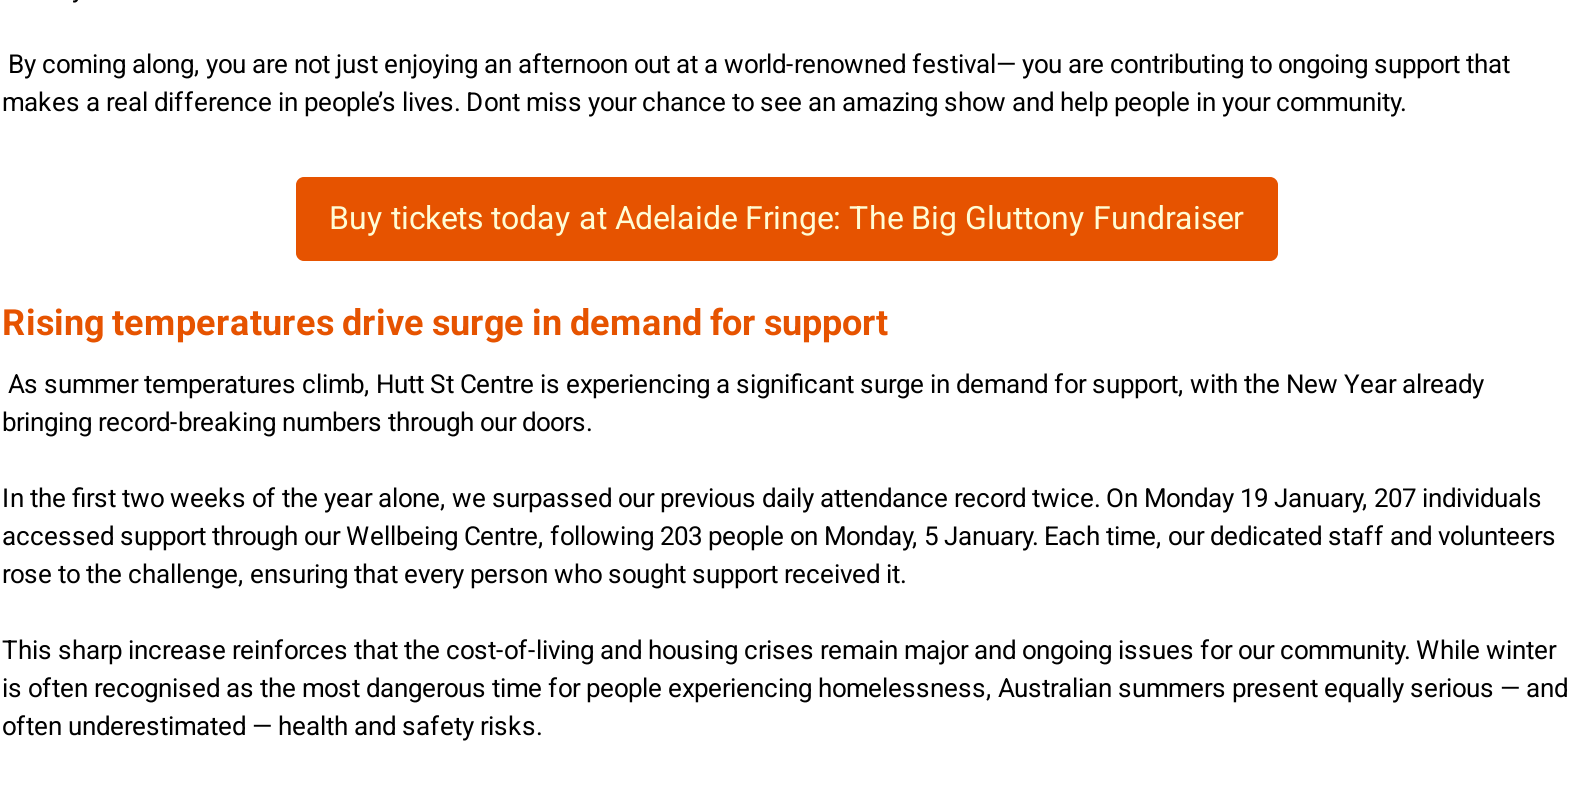 By coming along, you are not just enjoying an afternoon out at a world-renowned festival— you are contributing to ongoing support that
makes a real difference in people’s lives. Dont miss your chance to see an amazing show and help people in your community.
Buy tickets today at Adelaide Fringe: The Big Gluttony Fundraiser
Rising temperatures drive surge in demand for support
As summer temperatures climb, Hutt St Centre is experiencing a significant surge in demand for support, with the New Year already
bringing record-breaking numbers through our doors.
In the first two weeks of the year alone, we surpassed our previous daily attendance record twice. On Monday 19 January, 207 individuals
accessed support through our Wellbeing Centre, following 203 people on Monday, 5 January. Each time, our dedicated staff and volunteers
rose to the challenge, ensuring that every person who sought support received it.
This sharp increase reinforces that the cost-of-living and housing crises remain major and ongoing issues for our community. While winter
is often recognised as the most dangerous time for people experiencing homelessness, Australian summers present equally serious — and
often underestimated — health and safety risks.